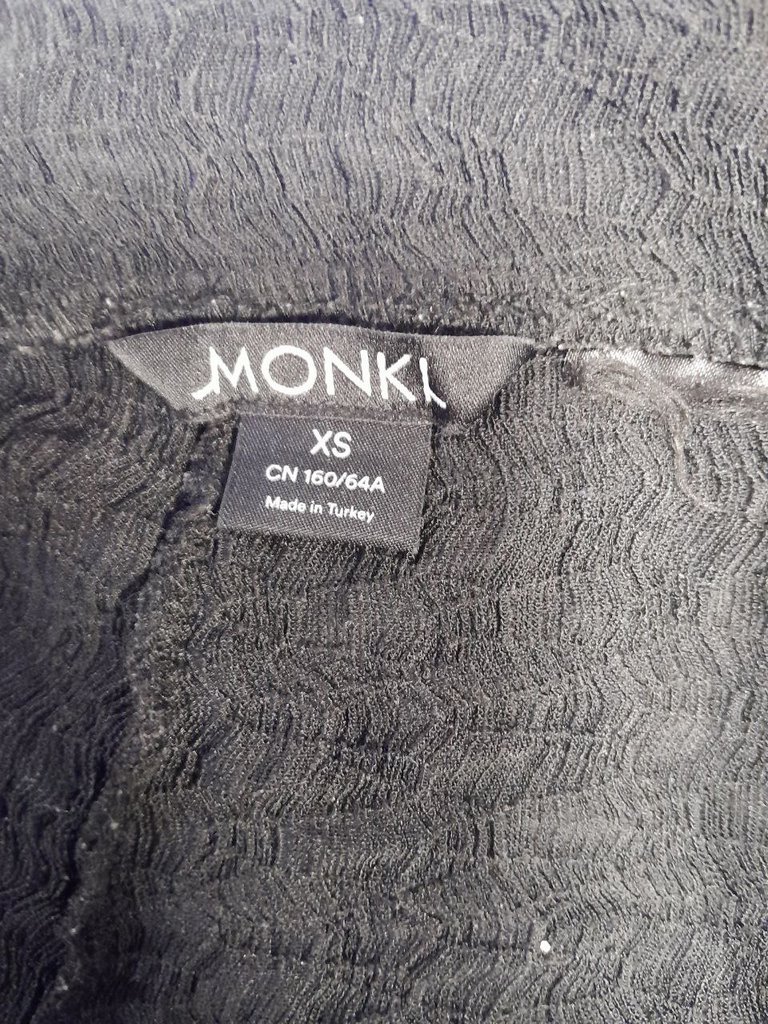 MONKI
XS
CN 160/64A
Made in Turkey